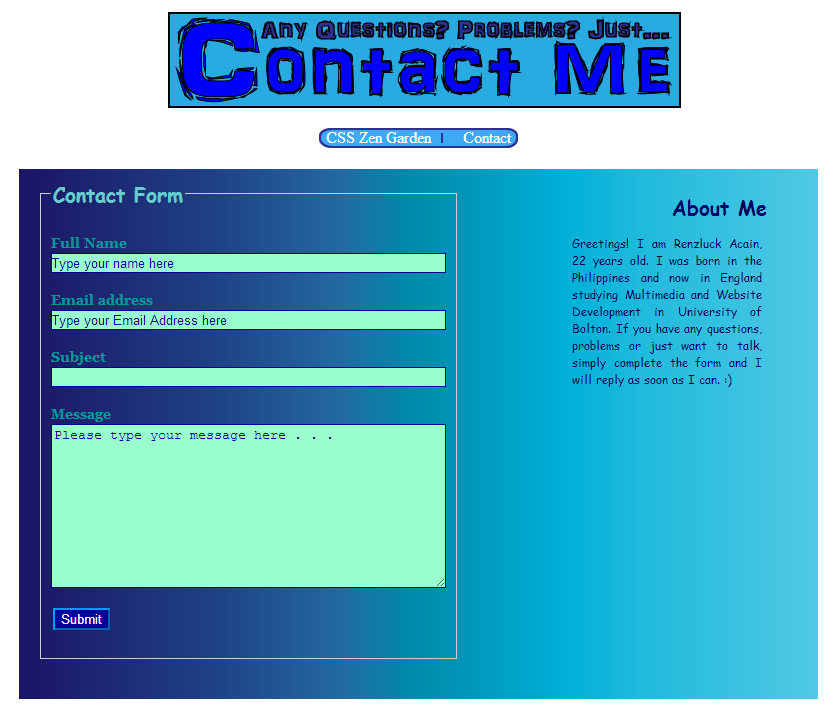 Any Questions? Problems? Just...
Contact Me
CSS Zen Garden | Contact
Contact Form
Full Name
Type your name here
Email address
Type your Email Address here
Subject
Message
Please type your message here . . .
Submit
About Me
Greetings! I am Renzluck Acain,
22 years old. I was born in the
Philippines and now in England
studying Multimedia and Website
Development in University of
Bolton. If you have any questions,
problems or just want to talk,
simply complete the form and I
will reply as soon as I can. :)